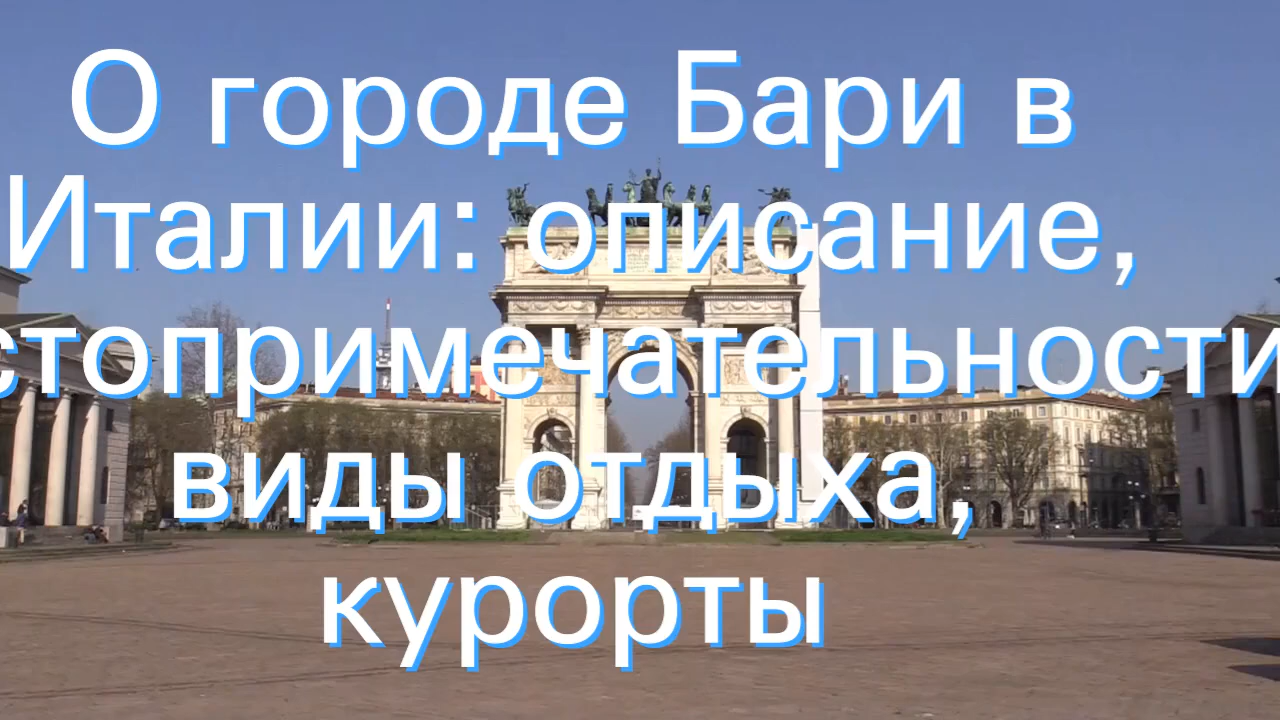 О городе Бари в
Италии: описание,
стопримечательности
виды отдыха,
курорты